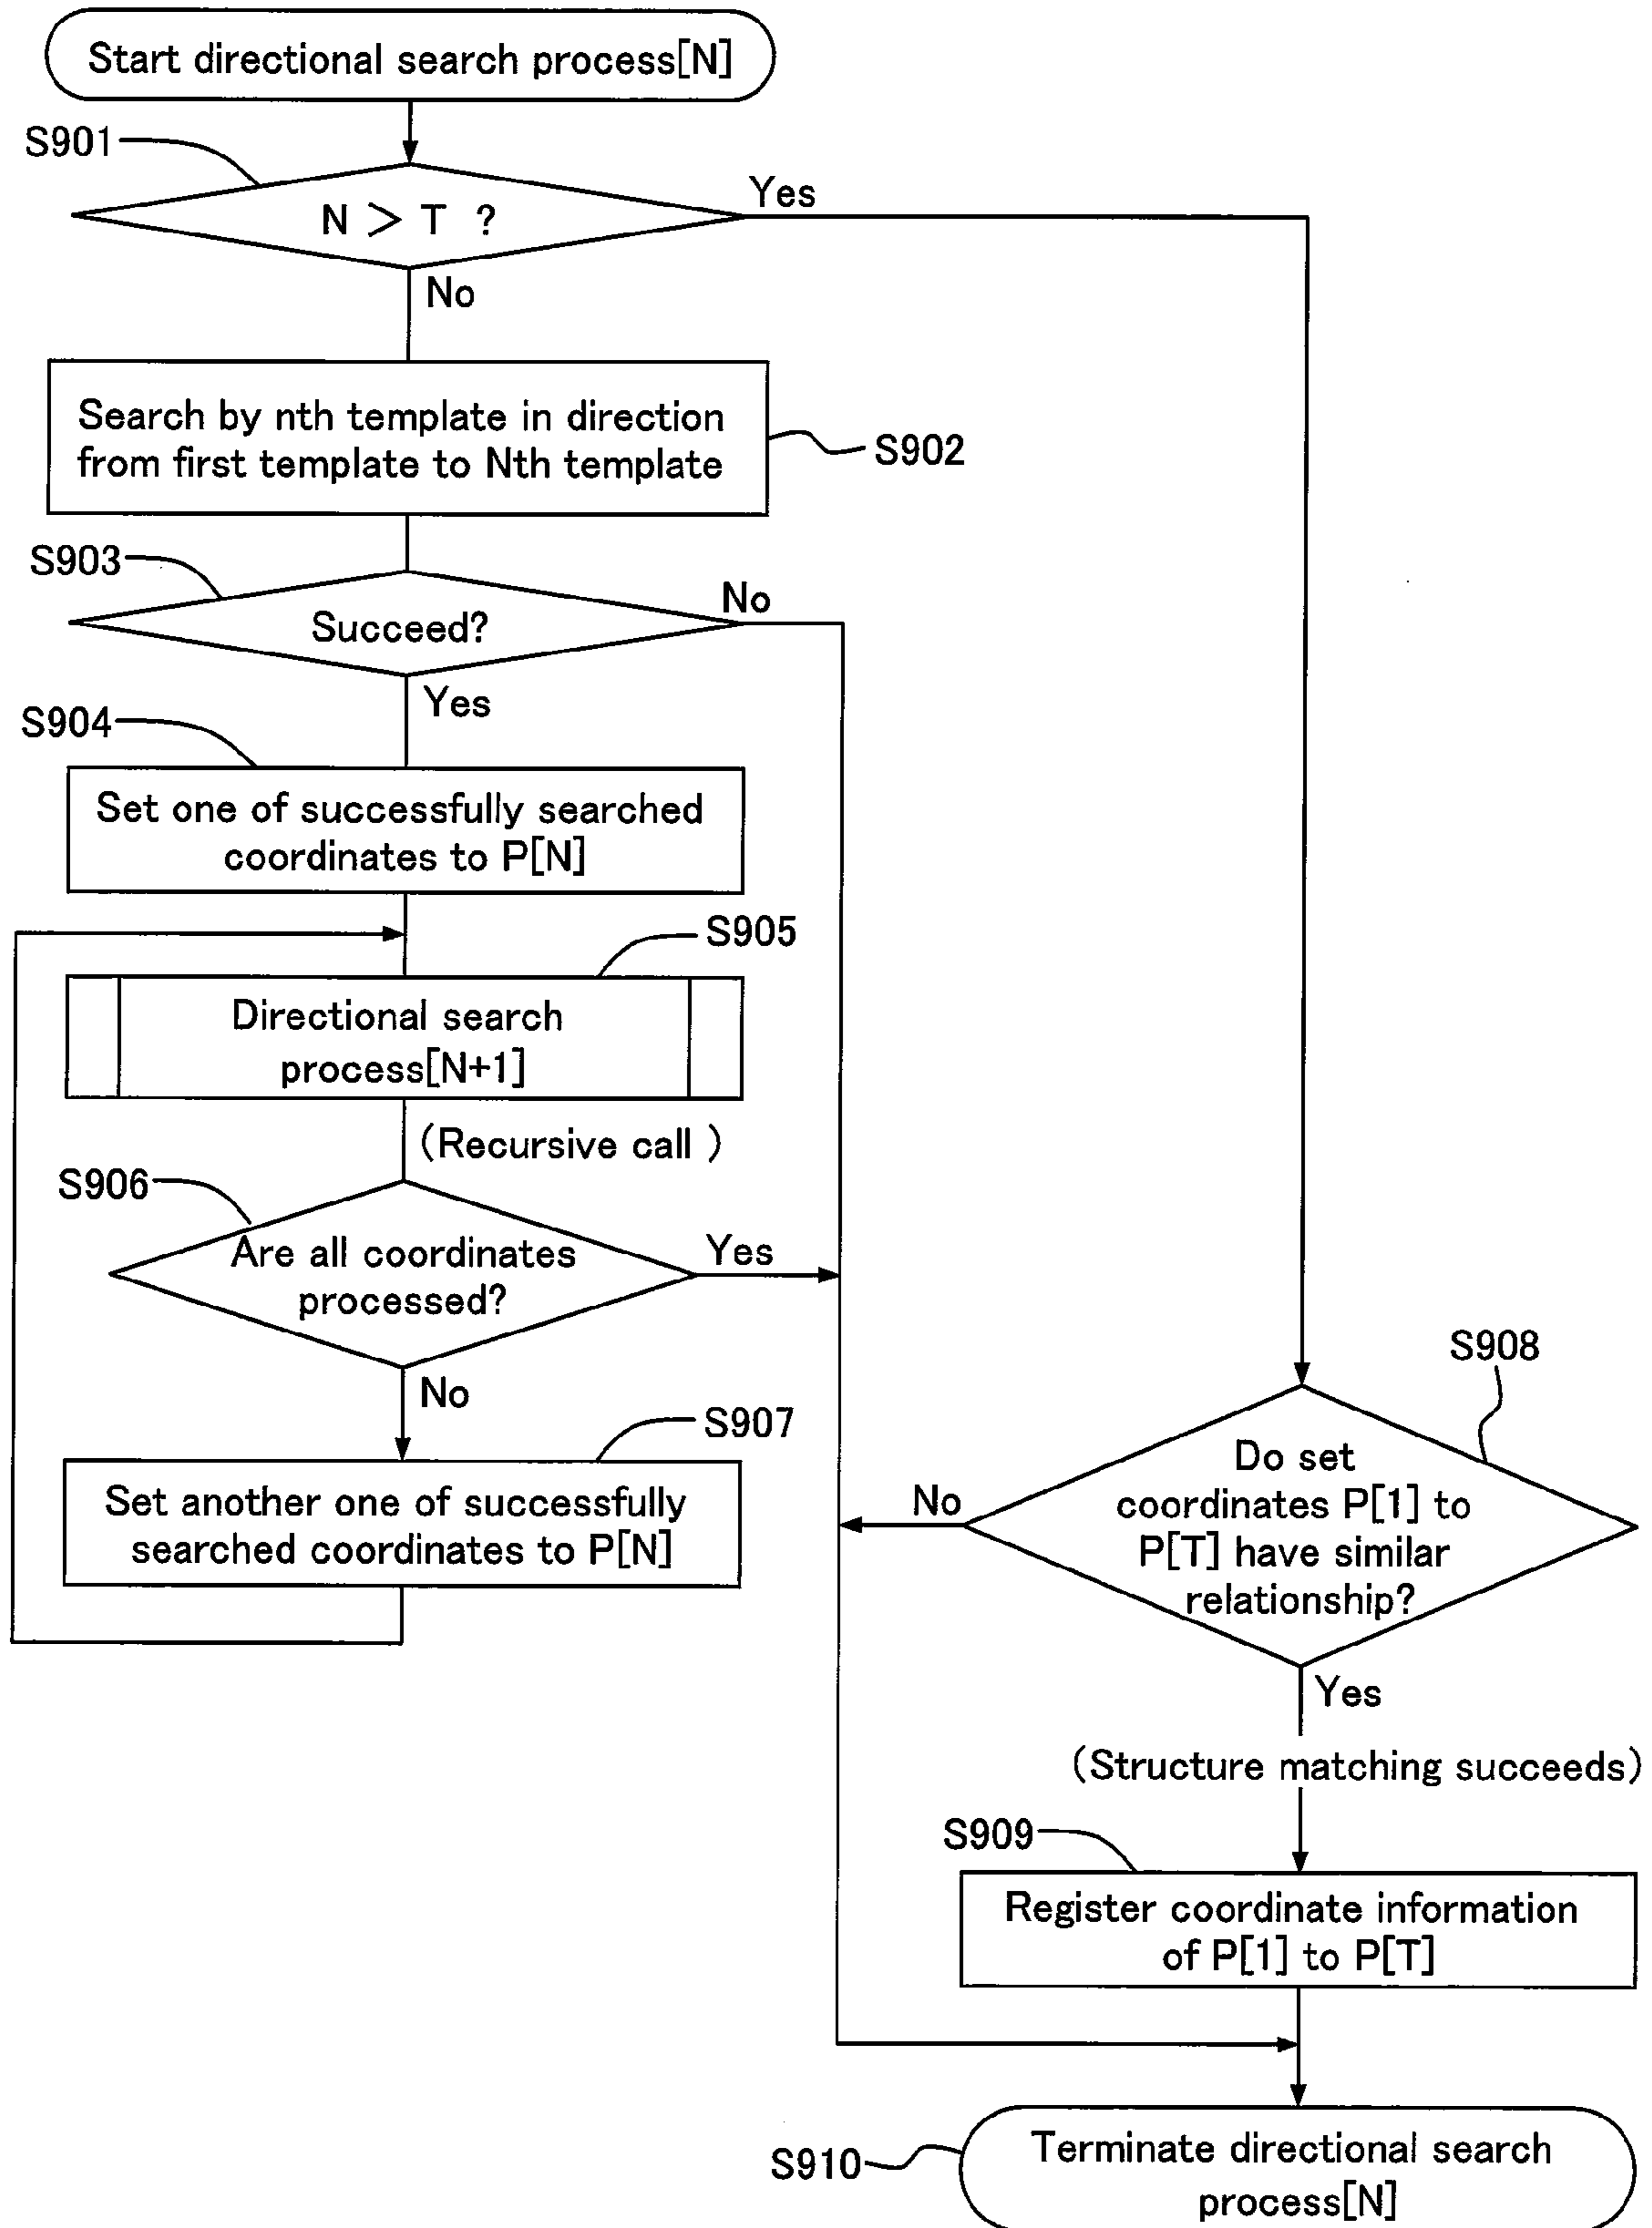 Start directional search process[N]
S901
N > T ?
Yes
No
Search by nth template in direction
from first template to Nth template
S902
S903
Succeed?
No
Yes
S904
Set one of successfully searched
coordinates to P[N]
S905
Directional search
process[N+1]
(Recursive call )
S906
Are all coordinates
processed?
Yes
No
S907
Set another one of successfully
searched coordinates to P[N]
S908
Do set
coordinates P[1] to
P[T] have similar
relationship?
No
Yes
(Structure matching succeeds)
S909
Register coordinate information
of P[1] to P[T]
S910
Terminate directional search
process[N]